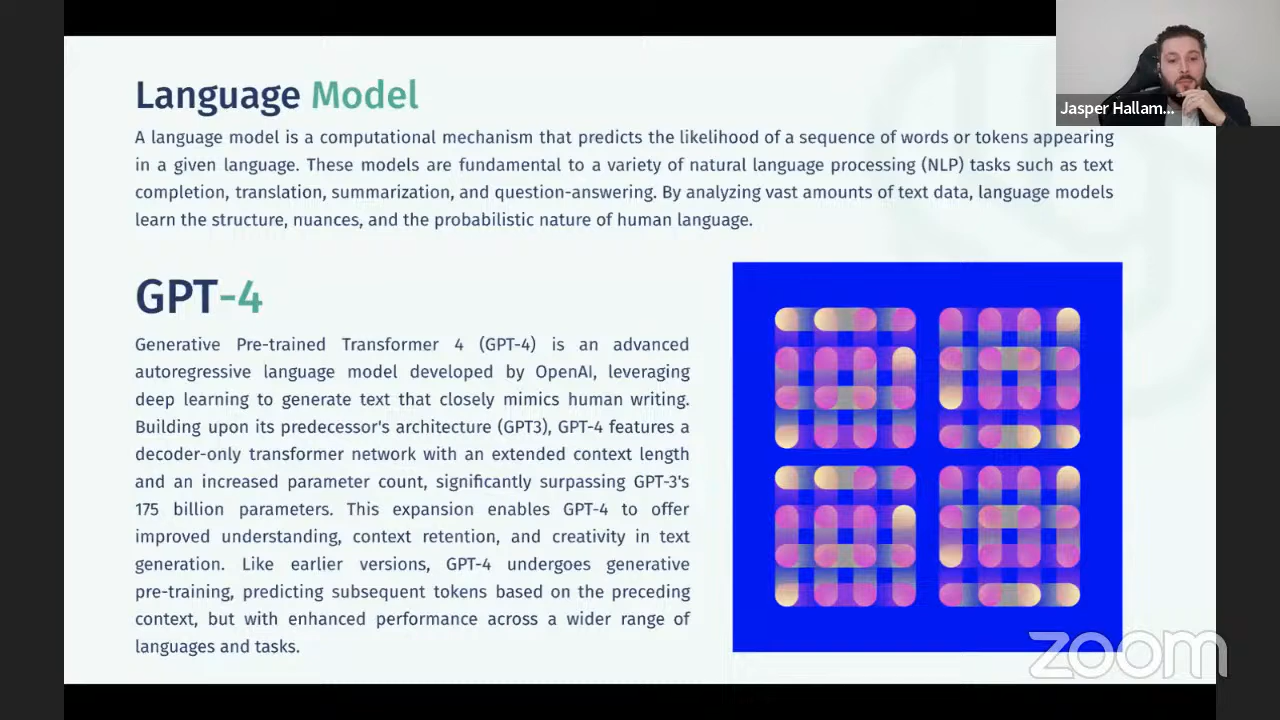 Language Model
A language model is a computational mechanism that predicts the likelihood of a sequence of words or tokens appearing
in a given language. These models are fundamental to a variety of natural language processing (NLP) tasks such as text
completion, translation, summarization, and question-answering. By analyzing vast amounts of text data, language models
learn the structure, nuances, and the probabilistic nature of human language.
GPT-4
Generative Pre-trained Transformer 4 (GPT-4) is an advanced
autoregressive language model developed by OpenAI, leveraging
deep learning to generate text that closely mimics human writing.
Building upon its predecessor's architecture (GPT3), GPT-4 features a
decoder-only transformer network with an extended context length
and an increased parameter count, significantly surpassing GPT-3's
175 billion parameters. This expansion enables GPT-4 to offer
improved understanding, context retention, and creativity in text
generation. Like earlier versions, GPT-4 undergoes generative
pre-training, predicting subsequent tokens based on the preceding
context, but with enhanced performance across a wider range of
languages and tasks.
Jasper Hallam...
zoom